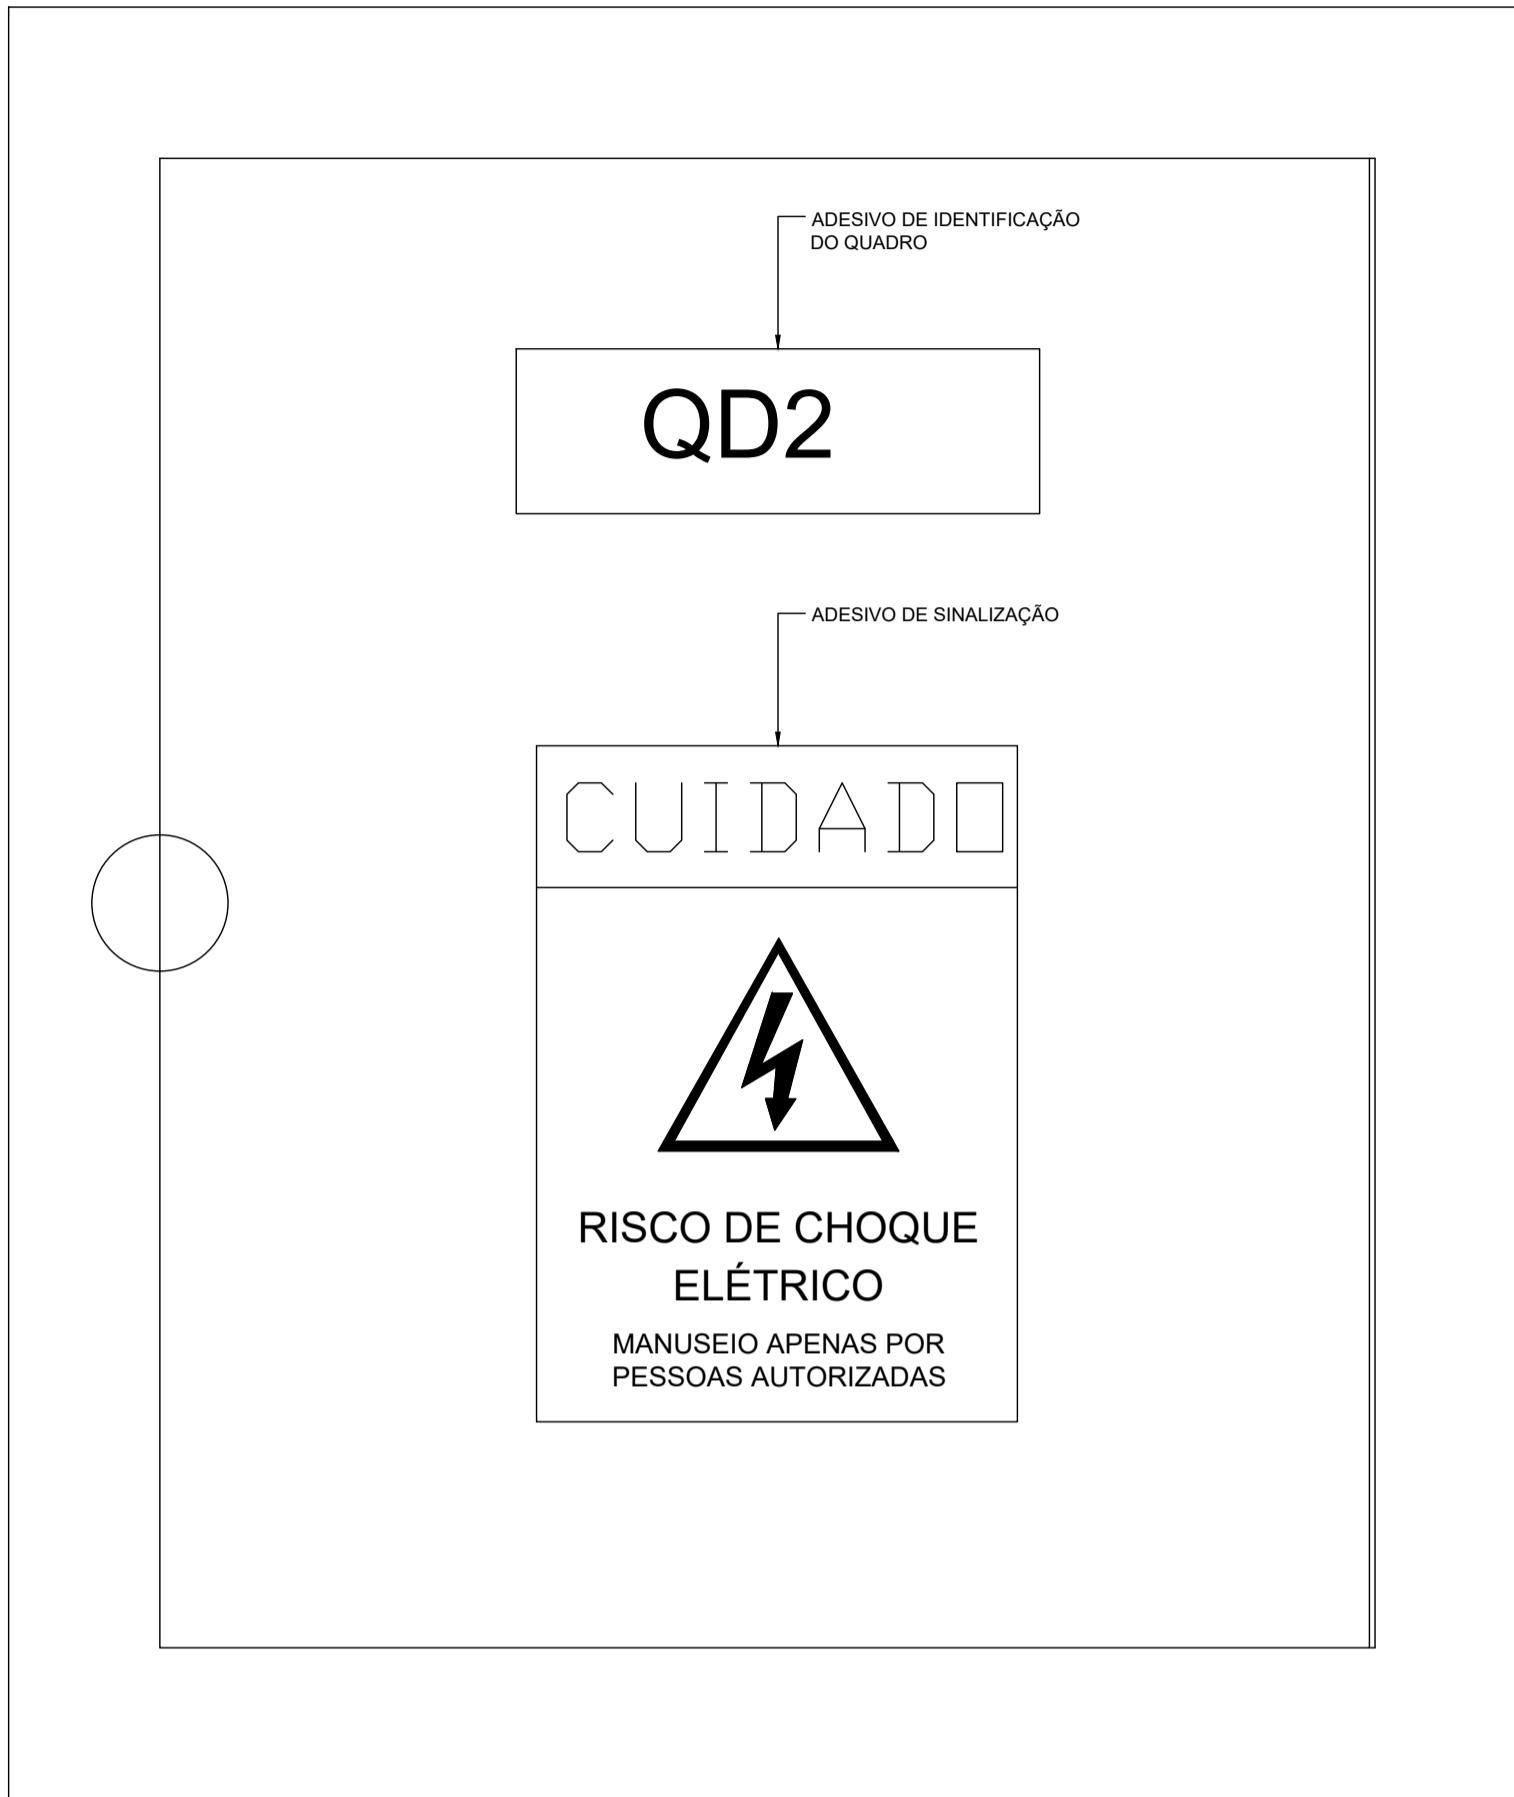 ADESIVO DE IDENTIFICAÇÃO
DO QUADRO
QD2
ADESIVO DE SINALIZAÇÃO
CUIDADO
RISCO DE CHOQUE
ELÉTRICO
MANUSEIO APENAS POR
PESSOAS AUTORIZADAS